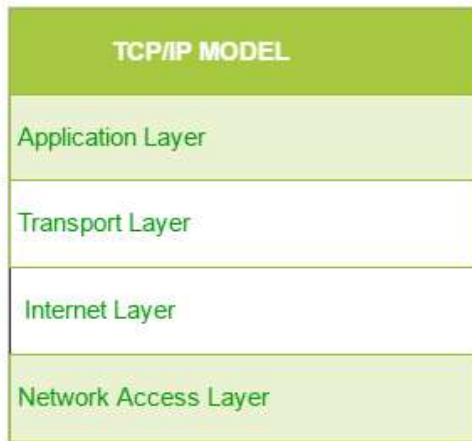 TCP/IP MODEL
Application Layer
Transport Layer
Internet Layer
Network Access Layer